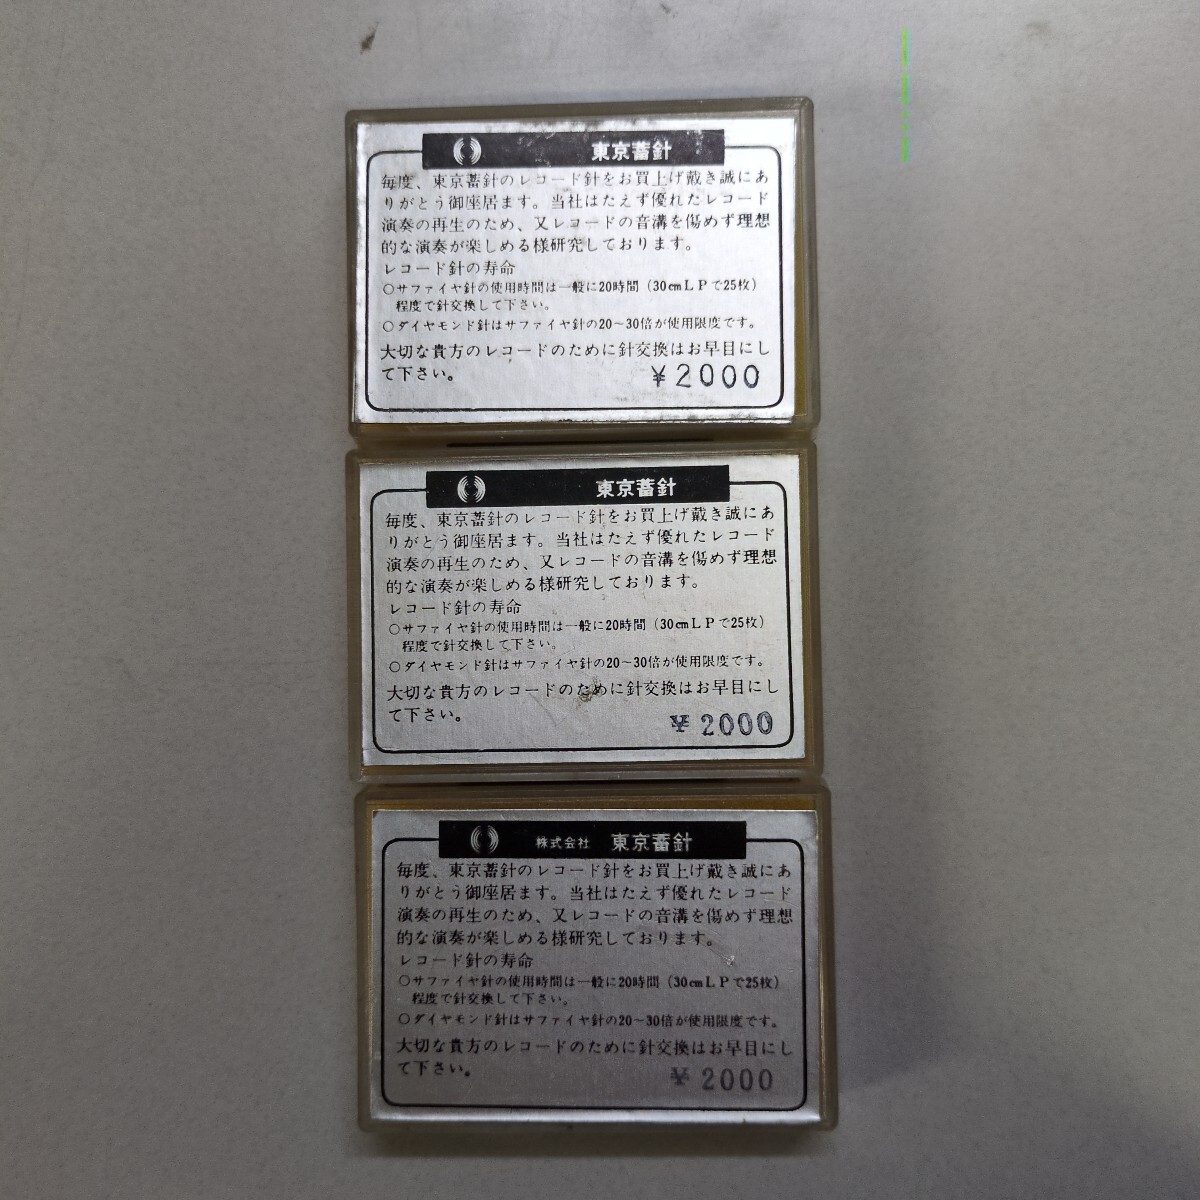 東京蓄針
毎度、東京蓄針のレコード針をお買上げ戴き誠にあ
りがとう御座居ます。当社はたえず優れたレコード
演奏の再生のため、又レコードの音溝を傷めず理想
的な演奏が楽しめる様研究しております。
レコード針の寿命
○サファイヤ針の使用時間は一般に20時間(30cmLPで25枚)
程度で針交換して下さい。
○ダイヤモンド針はサファイヤ針の20~30倍が使用限度です。
大切な貴方のレコードのために針交換はお早目にし
て下さい。
¥2000
東京蓄針
毎度、東京蓄針のレコード針をお買上げ戴き誠にあ
りがとう御座居ます。当社はたえず優れたレコード
演奏の再生のため、又レコードの音溝を傷めず理想
的な演奏が楽しめる様研究しております。
レコード針の寿命
○サファイヤ針の使用時間は一般に20時間(30cmLPで25枚)
程度で針交換して下さい。
○ダイヤモンド針はサファイヤ針の20~30倍が使用限度です。
大切な貴方のレコードのために針交換はお早目にし
て下さい。
¥2000
株式会社 東京蓄針
毎度、東京蓄針のレコード針をお買上げ戴き誠にあ
りがとう御座居ます。当社はたえず優れたレコード
演奏の再生のため、又レコードの音溝を傷めず理想
的な演奏が楽しめる様研究しております。
レコード針の寿命
○サファイヤ針の使用時間は一般に20時間(30cmLPで25枚)
程度で針交換して下さい。
○ダイヤモンド針はサファイヤ針の20~30倍が使用限度です。
大切な貴方のレコードのために針交換はお早目にし
て下さい。
¥2000